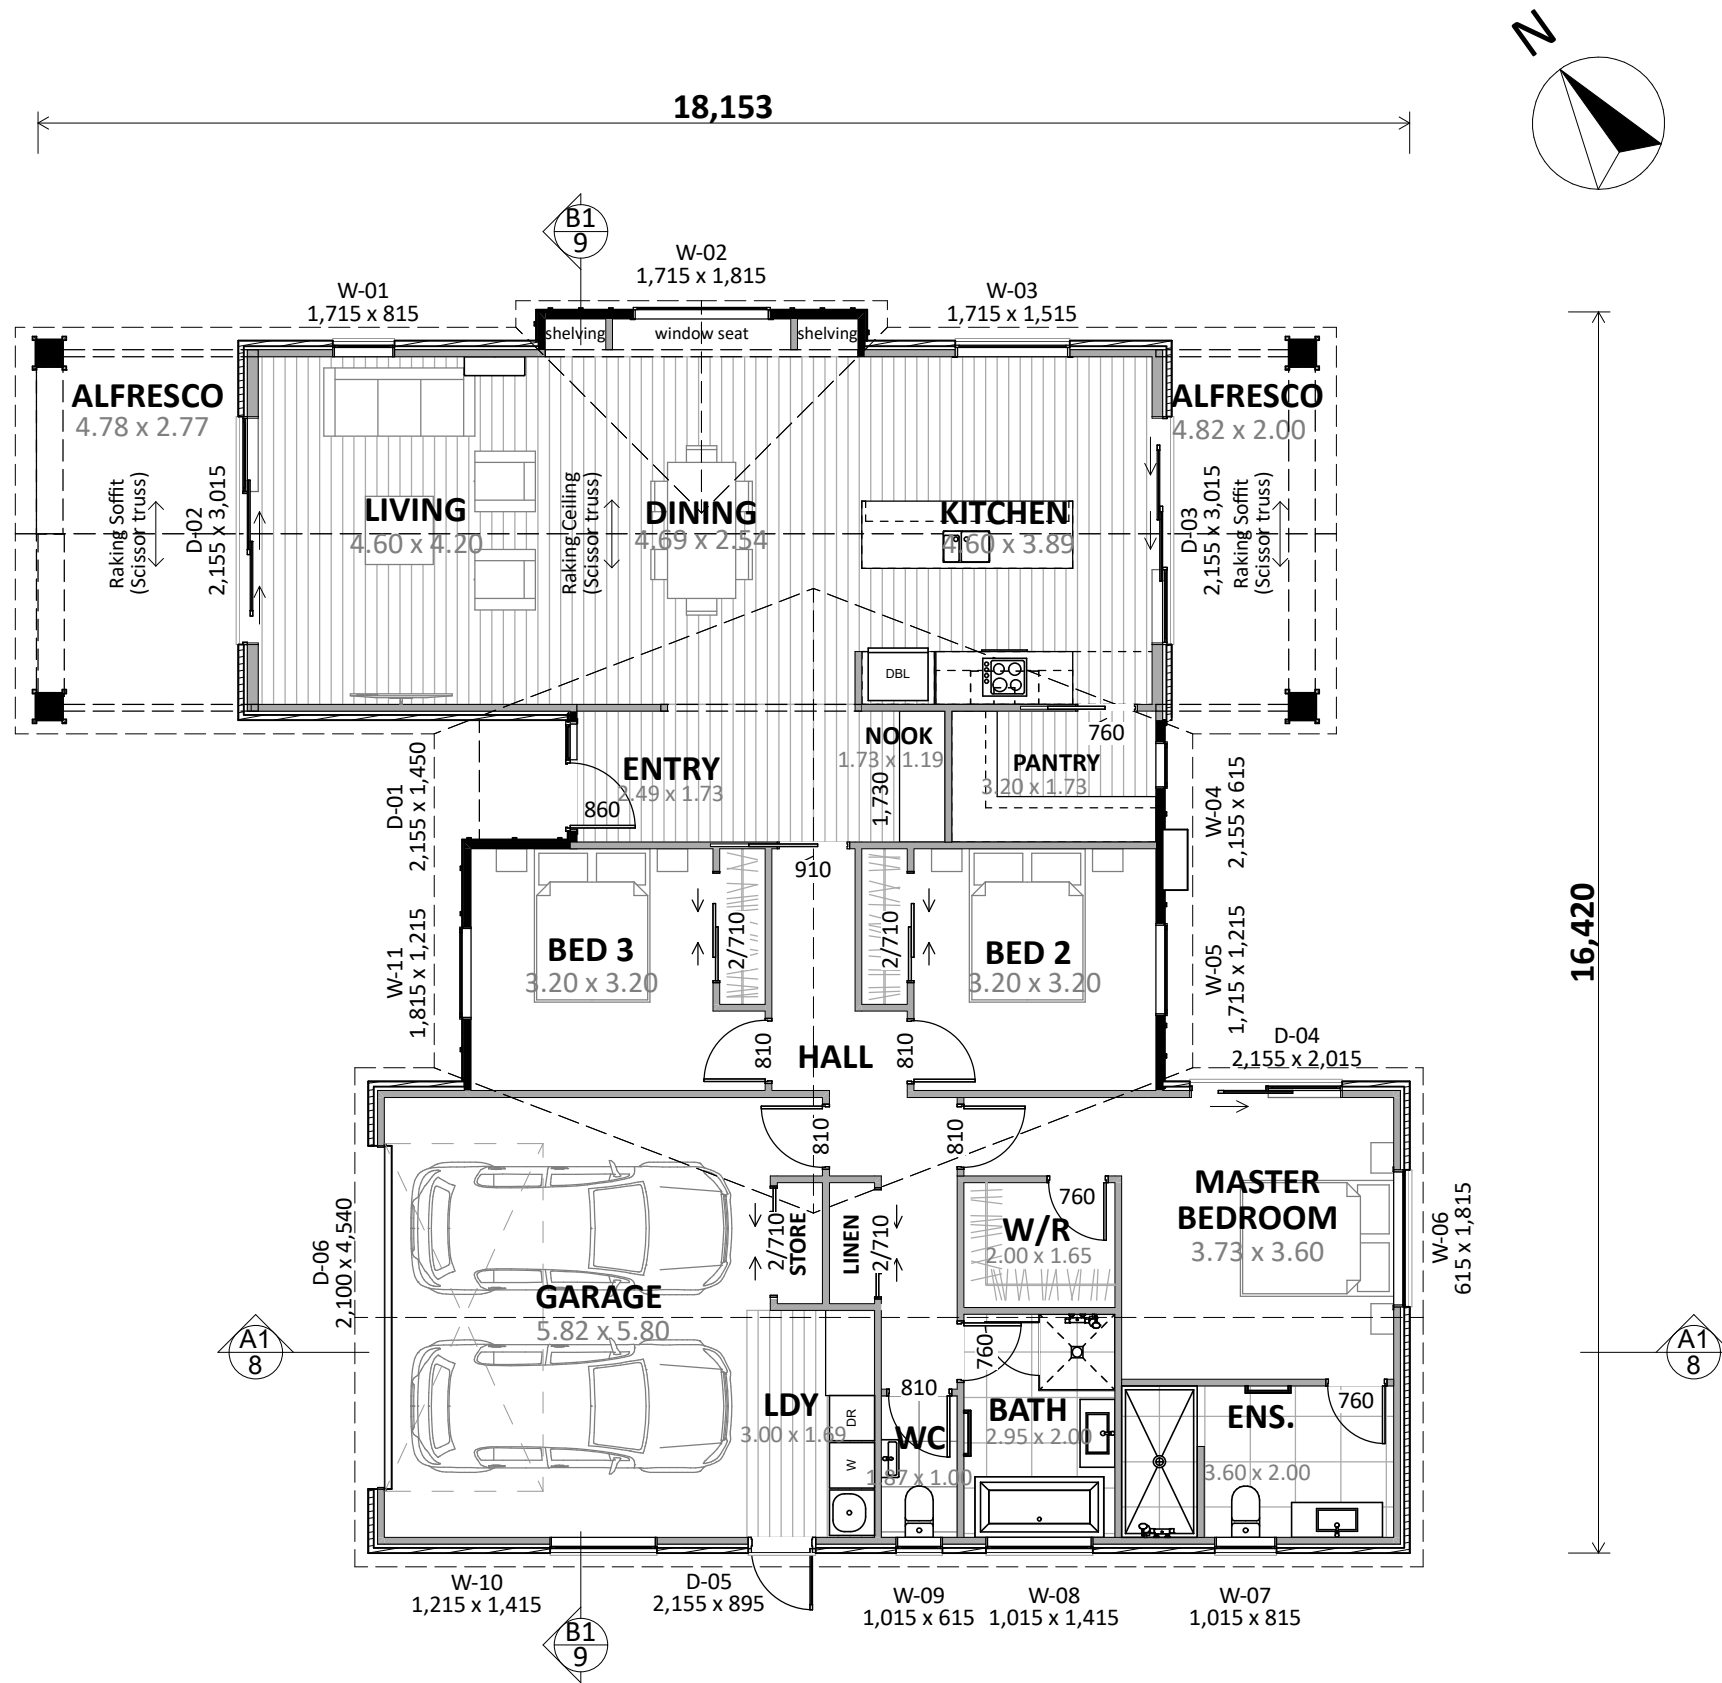 N
18,153
B1
9
W-02
1,715 x 1,815
W-01
1,715 x 815
W-03
1,715 x 1,515
shelving
window seat
shelving
ALFRESCO
4.78 x 2.77
ALFRESCO
4.82 x 2.00
Raking Soffit
(Scissor truss)
D-02
2,155 x 3,015
LIVING
4.60 x 4.20
Raking Ceiling
(Scissor truss)
DINING
4.69 x 2.54
KITCHEN
4.60 x 3.89
D-03
2,155 x 3,015
Raking Soffit
(Scissor truss)
DBL
760
NOOK
1.73 x 1.19
1,730
PANTRY
3.20 x 1.73
ENTRY
2.49 x 1.73
860
D-01
2,155 x 1,450
W-04
2,155 x 615
910
W-11
1,815 x 1,215
BED 3
3.20 x 3.20
2/710
2/710
BED 2
3.20 x 3.20
W-05
1,715 x 1,215
16,420
810
HALL
810
D-04
2,155 x 2,015
810
810
D-06
2,100 x 4,540
2/710
STORE
LINEN
2/710
760
W/R
2.00 x 1.65
MASTER
BEDROOM
3.73 x 3.60
W-06
615 x 1,815
GARAGE
5.82 x 5.80
A1
8
A1
8
760
810
760
LDY
3.00 x 1.69
DR
W
WC
1.87 x 1.00
BATH
2.95 x 2.00
ENS.
3.60 x 2.00
W-10
1,215 x 1,415
D-05
2,155 x 895
W-09
1,015 x 615
W-08
1,015 x 1,415
W-07
1,015 x 815
B1
9